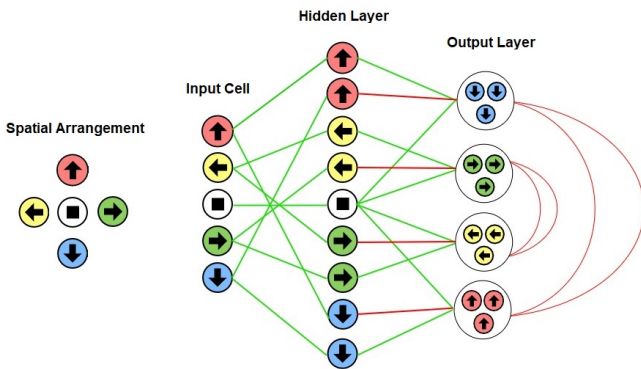 Hidden Layer
Output Layer
Input Cell
Spatial Arrangement